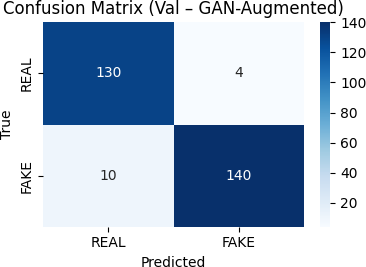 Confusion Matrix (Val – GAN-Augmented)
True
REAL
130
4
FAKE
10
140
REAL
FAKE
Predicted
140
120
100
80
60
40
20